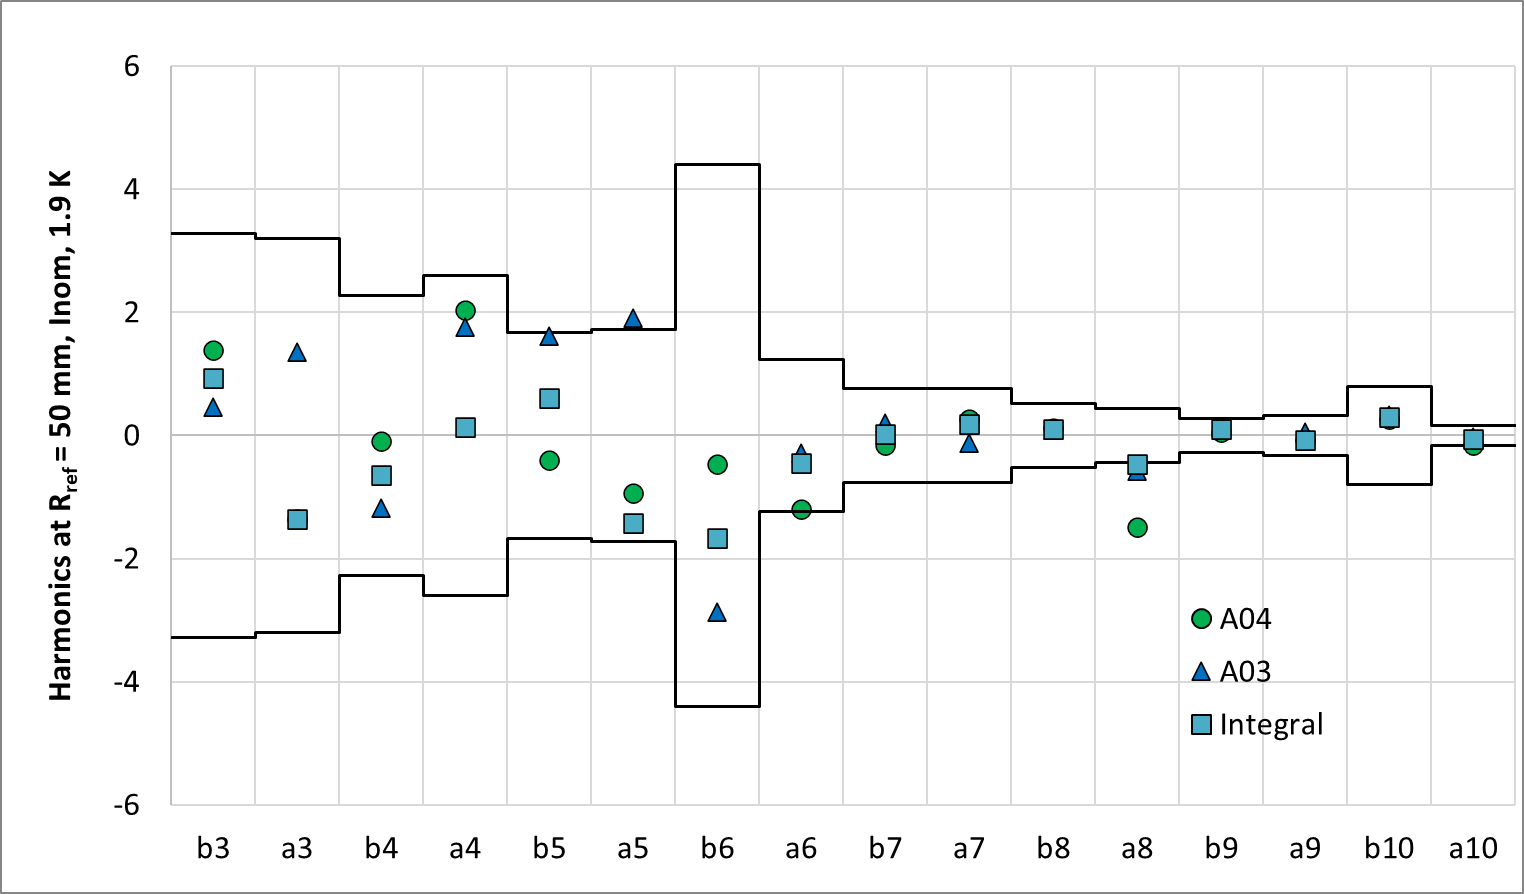 Harmonics at Rref = 50 mm, Inom, 1.9 K
6
4
2
0
-2
-4
-6
A04
A03
Integral
b3 a3 b4 a4 b5 a5 b6 a6 b7 a7 b8 a8 b9 a9 b10 a10